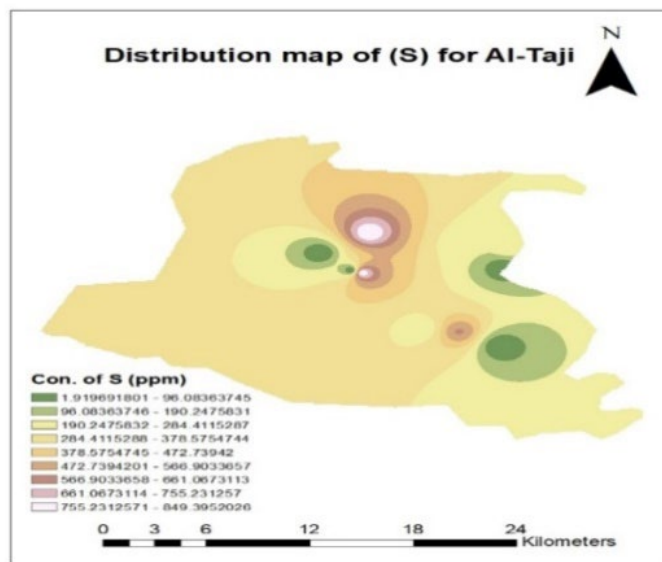 N
Distribution map of (S) for Al-Taji
Con. of S (ppm)
1.919691801 - 96.08363745
96.08363746 - 190.2475831
190.2475832 - 284.4115287
284.4115288 - 378.5754744
378.5754745 - 472.73942
472.7394201 - 566.9033657
566.9033658 - 661.0673113
661.0673114 - 755.231257
755.2312571 - 849.3952026
0 3 6 12 18 24
Kilometers